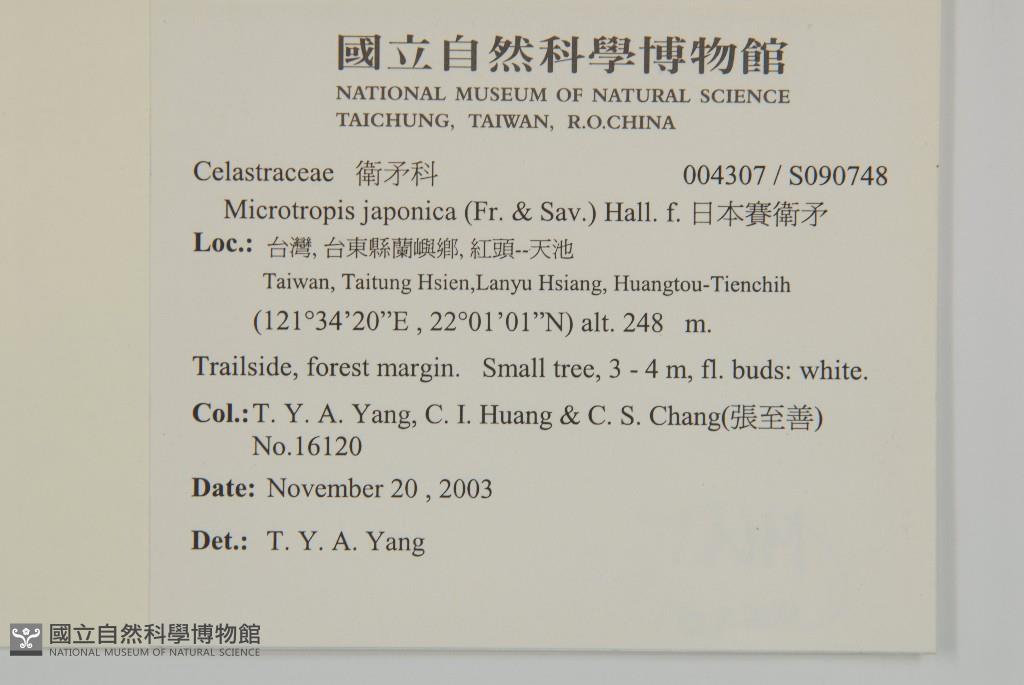 國立自然科學博物館
NATIONAL MUSEUM OF NATURAL SCIENCE
TAICHUNG, TAIWAN, R.O.CHINA
Celastraceae 衛矛科 004307 / S090748
Microtropis japonica (Fr. & Sav.) Hall. f. 日本賽衛矛
Loc.: 台灣, 台東縣蘭嶼鄉, 紅頭--天池
Taiwan, Taitung Hsien,Lanyu Hsiang, Huangtou-Tienchih
(121°34’20”E , 22°01’01”N) alt. 248 m.
Trailside, forest margin. Small tree, 3 - 4 m, fl. buds: white.
Col.: T. Y. A. Yang, C. I. Huang & C. S. Chang(張至善)
No.16120
Date: November 20 , 2003
Det.: T. Y. A. Yang
國立自然科學博物館
NATIONAL MUSEUM OF NATURAL SCIENCE